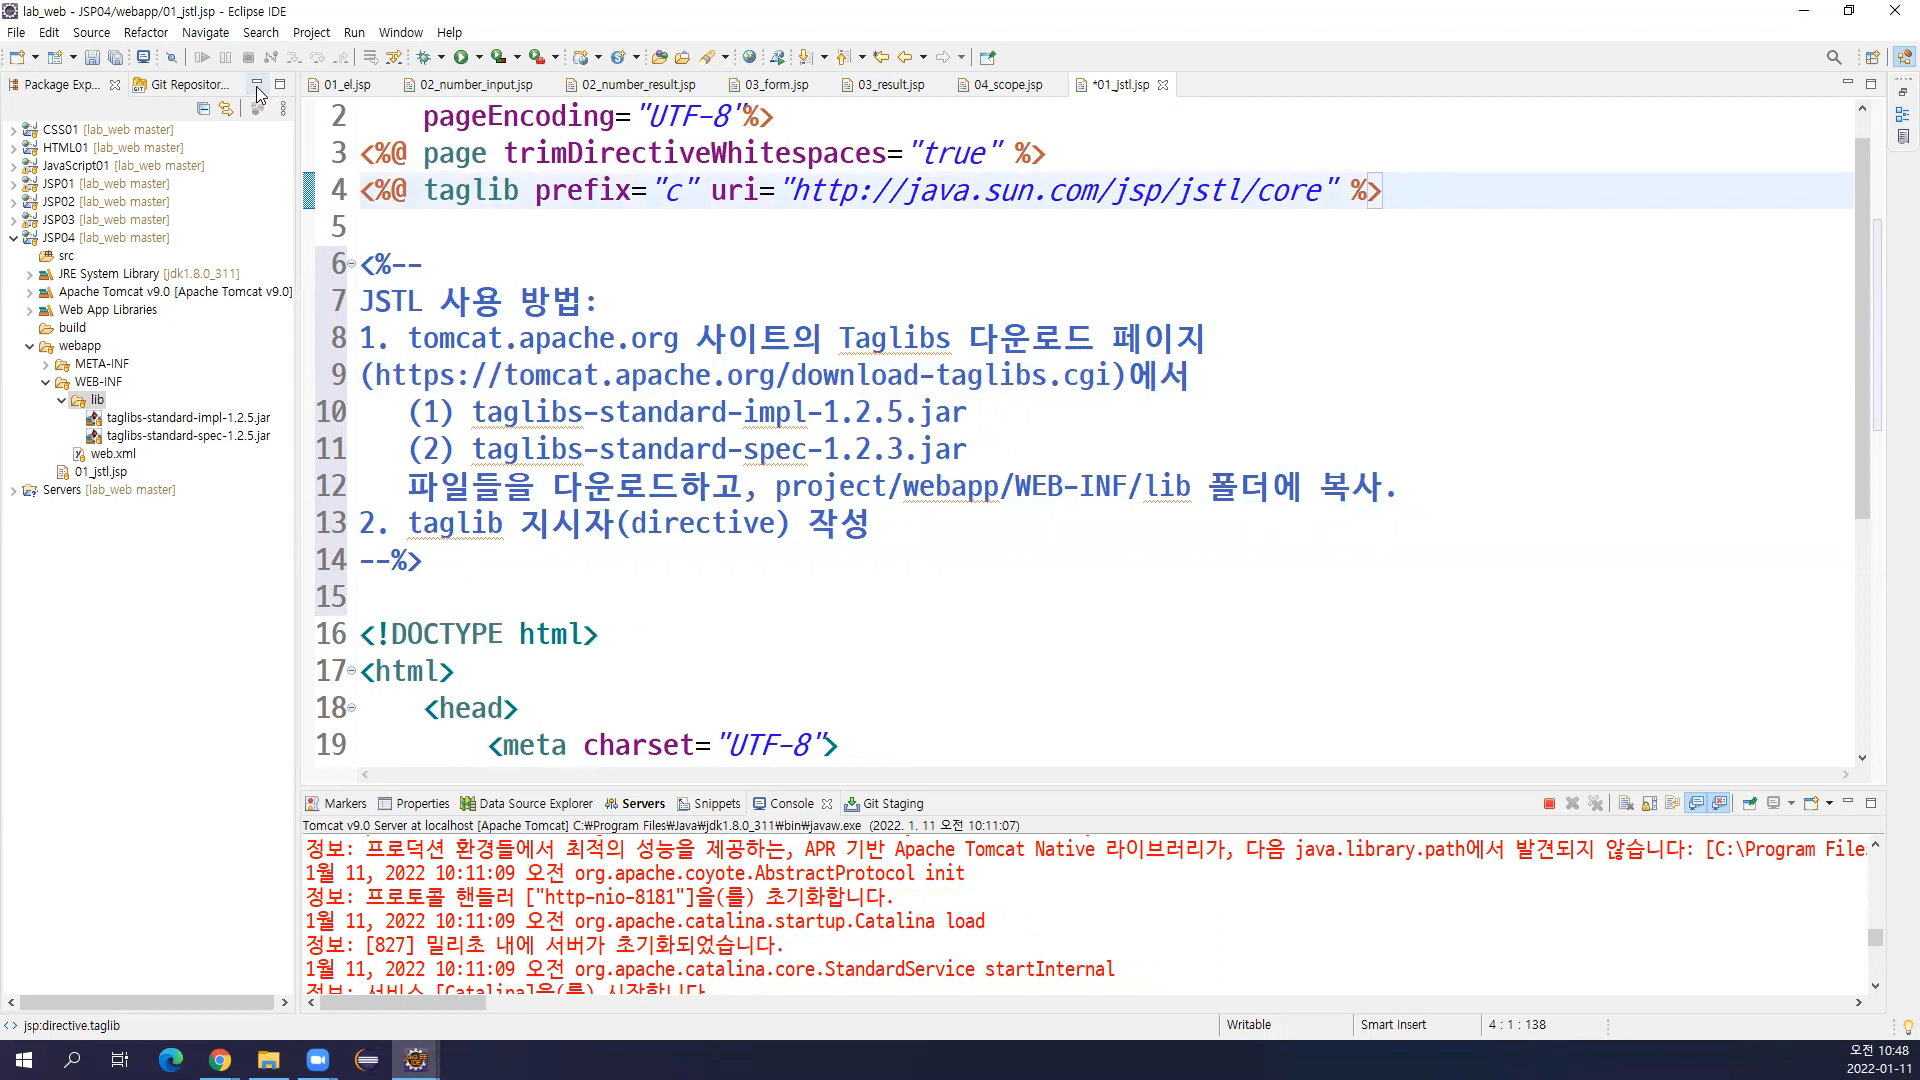 lab_web - JSP04/webapp/01_jstl.jsp - Eclipse IDE
File Edit Source Refactor Navigate Search Project Run Window Help
Package Exp... Git Repositor... 01_el.jsp 02_number_input.jsp 02_number_result.jsp 03_form.jsp 03_result.jsp 04_scope.jsp *01_jstl.jsp
CSS01 [lab_web master]
HTML01 [lab_web master]
JavaScript01 [lab_web master]
JSP01 [lab_web master]
JSP02 [lab_web master]
JSP03 [lab_web master]
JSP04 [lab_web master]
src
JRE System Library [jdk1.8.0_311]
Apache Tomcat v9.0 [Apache Tomcat v9.0]
Web App Libraries
build
webapp
META-INF
WEB-INF
lib
taglibs-standard-impl-1.2.5.jar
taglibs-standard-spec-1.2.5.jar
web.xml
01_jstl.jsp
Servers [lab_web master]
2 pageEncoding="UTF-8"%>
3 <%@ page trimDirectiveWhitespaces="true" %>
4 <%@ taglib prefix="c" uri="http://java.sun.com/jsp/jstl/core" %>
5
6 <%--
7 JSTL 사용 방법:
8 1. tomcat.apache.org 사이트의 Taglibs 다운로드 페이지
9 (https://tomcat.apache.org/download-taglibs.cgi)에서
10 (1) taglibs-standard-impl-1.2.5.jar
11 (2) taglibs-standard-spec-1.2.3.jar
12 파일들을 다운로드하고, project/webapp/WEB-INF/lib 폴더에 복사.
13 2. taglib 지시자(directive) 작성
14 --%>
15
16 <!DOCTYPE html>
17 <html>
18 <head>
19 <meta charset="UTF-8">
Markers Properties Data Source Explorer Servers Snippets Console Git Staging
Tomcat v9.0 Server at localhost [Apache Tomcat] C:₩Program Files₩Java₩jdk1.8.0_311₩bin₩javaw.exe (2022. 1. 11 오전 10:11:07)
정보: 프로덕션 환경들에서 최적의 성능을 제공하는, APR 기반 Apache Tomcat Native 라이브러리가, 다음 java.library.path에서 발견되지 않습니다: [C:\Program File
1월 11, 2022 10:11:09 오전 org.apache.coyote.AbstractProtocol init
정보: 프로토콜 핸들러 ["http-nio-8181"]을(를) 초기화합니다.
1월 11, 2022 10:11:09 오전 org.apache.catalina.startup.Catalina load
정보: [827] 밀리초 내에 서버가 초기화되었습니다.
1월 11, 2022 10:11:09 오전 org.apache.catalina.core.StandardService startInternal
정보: 서비스 [Catalina]을(를) 시작합니다.
jsp:directive.taglib Writable Smart Insert 4 : 1 : 138
오전 10:48
2022-01-11